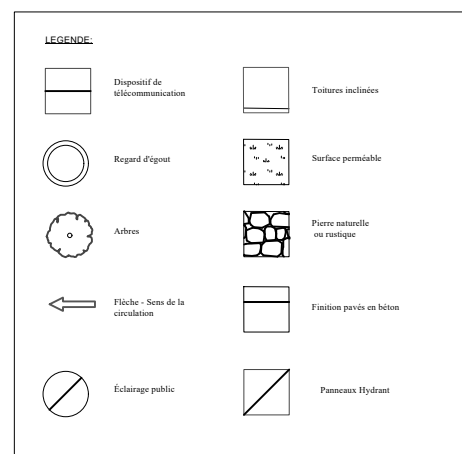 LEGENDE:
Dispositif de
télécommunication
Toitures inclinées
Regard d'égout
Surface perméable
Arbres
Pierre naturelle
ou rustique
Flèche - Sens de la
circulation
Finition pavés en béton
Éclairage public
Panneaux Hydrant